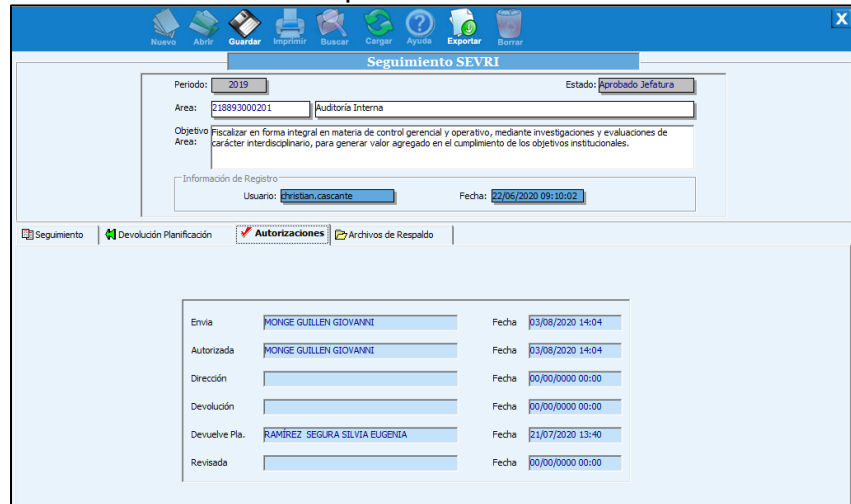 X
Nuevo Abrir Guardar Imprimir Buscar Cargar Ayuda Exportar Borrar
Seguimiento SEVRI
Periodo: 2019 Estado: Aprobado Jefatura
Area: 218893000201 Auditoría Interna
Objetivo Area: Fiscalizar en forma integral en materia de control gerencial y operativo, mediante investigaciones y evaluaciones de
carácter interdisciplinario, para generar valor agregado en el cumplimiento de los objetivos institucionales.
Información de Registro
Usuario: christian.cascante Fecha: 22/06/2020 09:10:02
Seguimiento Devolución Planificación Autorizaciones Archivos de Respaldo
Envia MONGE GUILLEN GIOVANNI Fecha 03/08/2020 14:04
Autorizada MONGE GUILLEN GIOVANNI Fecha 03/08/2020 14:04
Dirección Fecha 00/00/0000 00:00
Devolución Fecha 00/00/0000 00:00
Devuelve Pla. RAMÍREZ SEGURA SILVIA EUGENIA Fecha 21/07/2020 13:40
Revisada Fecha 00/00/0000 00:00